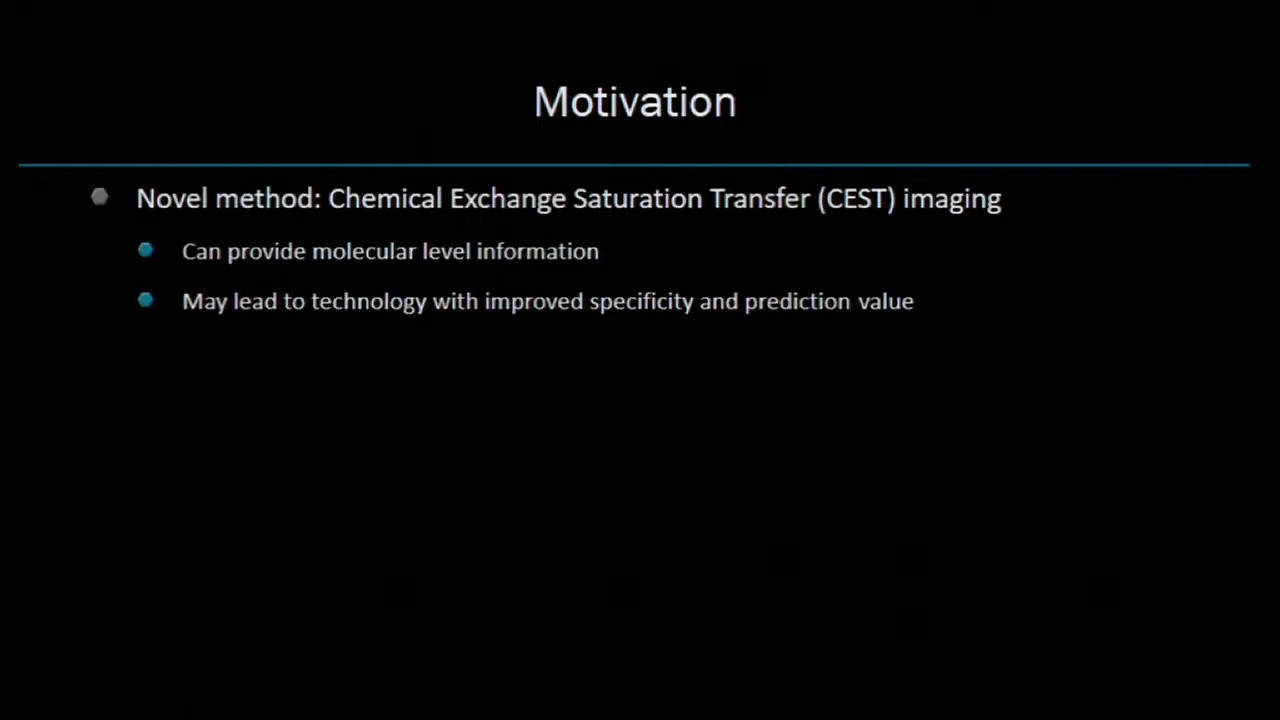 Motivation
Novel method: Chemical Exchange Saturation Transfer (CEST) imaging
Can provide molecular level information
May lead to technology with improved specificity and prediction value